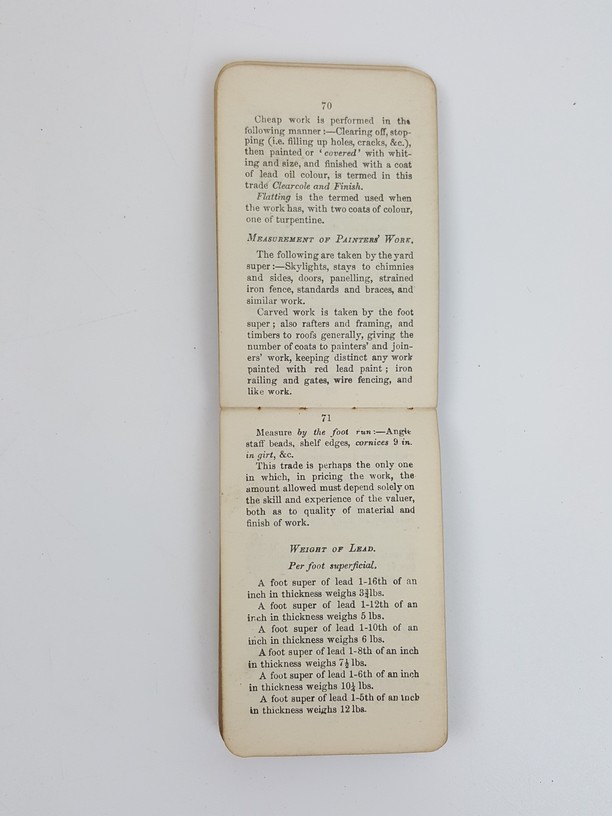 70
Cheap work is performed in the
following manner:—Clearing off, stop-
ping (i.e. filling up holes, cracks, &c.),
then painted or 'covered' with whit-
ing and size, and finished with a coat
of lead oil colour, is termed in this
trade Clearcole and Finish.
Flatting is the termed used when
the work has, with two coats of colour,
one of turpentine.
MEASUREMENT OF PAINTERS' WORK.
The following are taken by the yard
super:—Skylights, stays to chimnies
and sides, doors, panelling, strained
iron fence, standards and braces, and
similar work.
Carved work is taken by the foot
super; also rafters and framing, and
timbers to roofs generally, giving the
number of coats to painters' and join-
ers' work, keeping distinct any work
painted with red lead paint; iron
railing and gates, wire fencing, and
like work.
71
Measure by the foot run:—Angle
staff beads, shelf edges, cornices 9 in.
in girt, &c.
This trade is perhaps the only one
in which, in pricing the work, the
amount allowed must depend solely on
the skill and experience of the valuer,
both as to quality of material and
finish of work.
WEIGHT OF LEAD.
Per foot superficial.
A foot super of lead 1-16th of an
inch in thickness weighs 3¾lbs.
A foot super of lead 1-12th of an
inch in thickness weighs 5 lbs.
A foot super of lead 1-10th of an
inch in thickness weighs 6 lbs.
A foot super of lead 1-8th of an inch
in thickness weighs 7½ lbs.
A foot super of lead 1-6th of an inch
in thickness weighs 10¼ lbs.
A foot super of lead 1-5th of an inch
in thickness weighs 12 lbs.